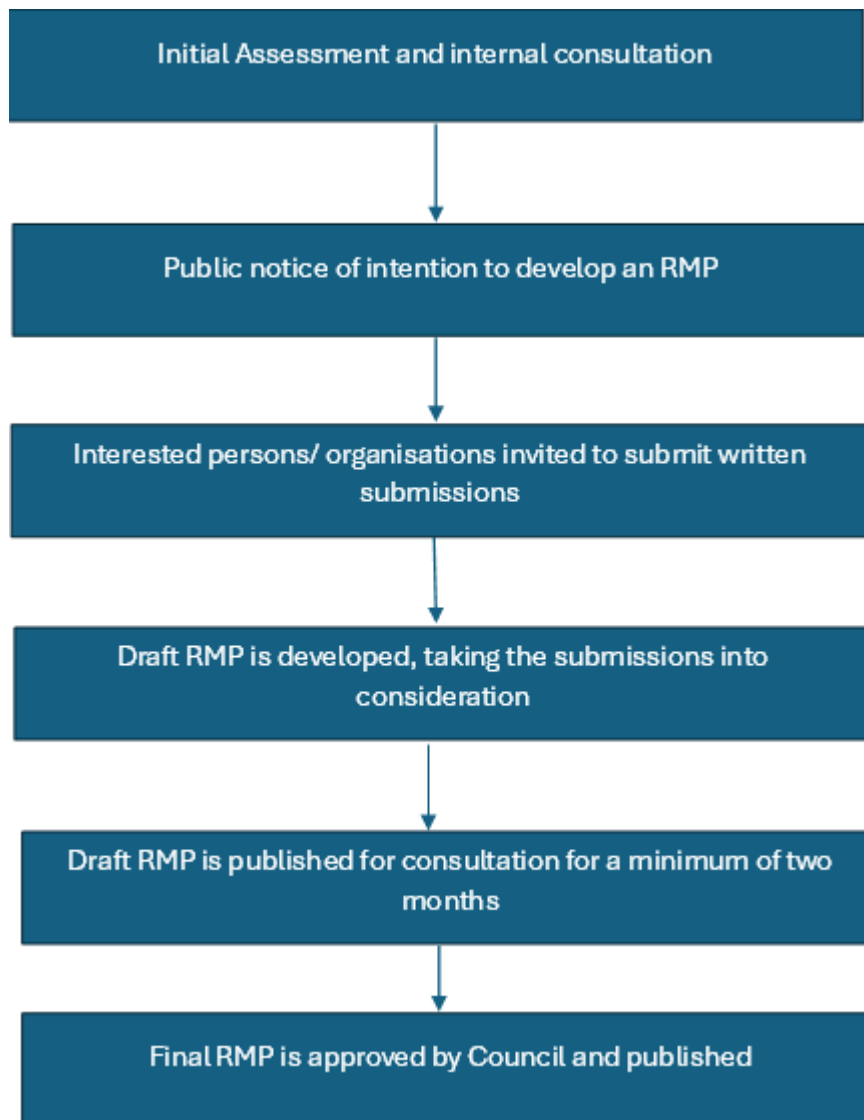 Initial Assessment and internal consultation
Public notice of intention to develop an RMP
Interested persons/ organisations invited to submit written
submissions
Draft RMP is developed, taking the submissions into
consideration
Draft RMP is published for consultation for a minimum of two
months
Final RMP is approved by Council and published